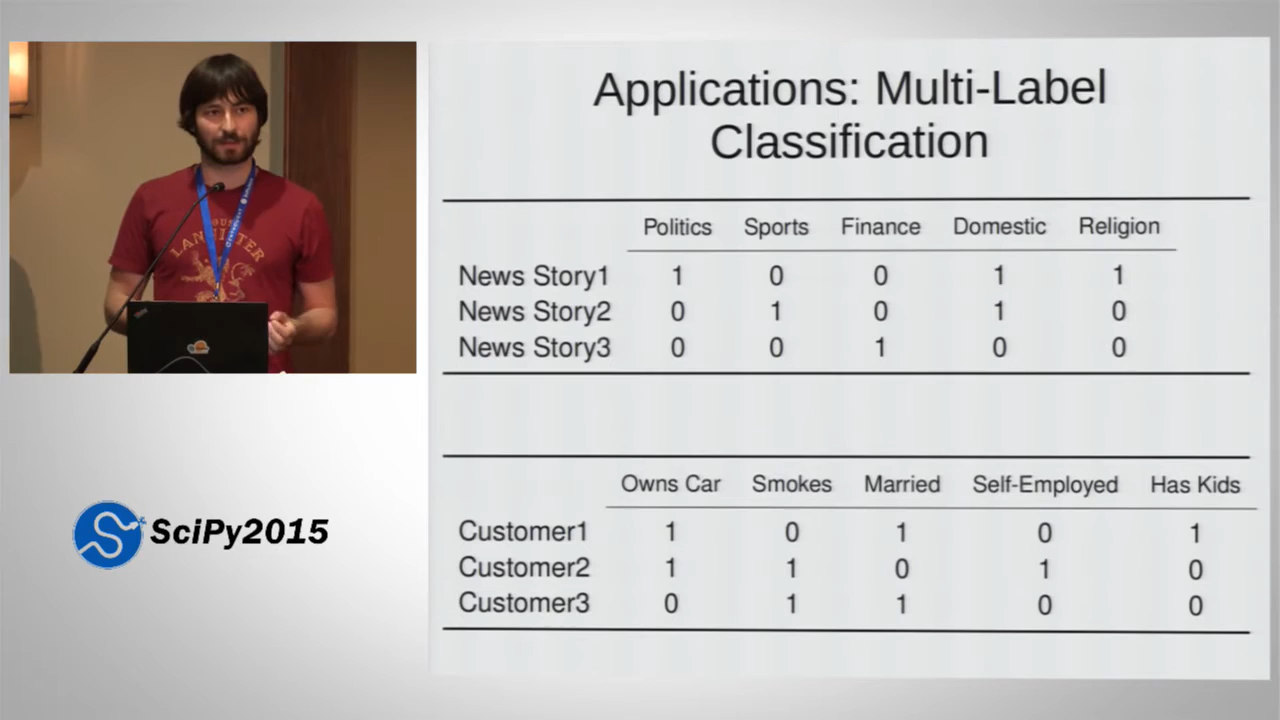 Applications: Multi-Label
Classification
Politics Sports Finance Domestic Religion
News Story1 1 0 0 1 1
News Story2 0 1 0 1 0
News Story3 0 0 1 0 0
Owns Car Smokes Married Self-Employed Has Kids
Customer1 1 0 1 0 1
Customer2 1 1 0 1 0
Customer3 0 1 1 0 0
LANNISTER
SciPy2015